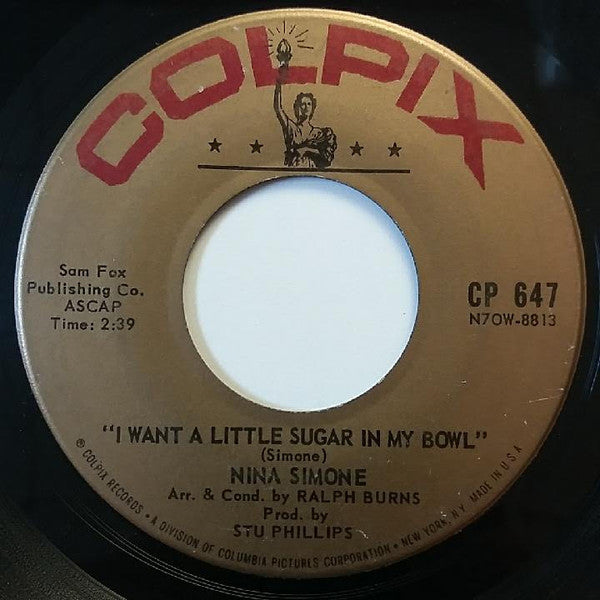 COLPIX
Sam Fox
Publishing Co.
ASCAP
Time: 2:39
CP 647
N7OW-8813
"I WANT A LITTLE SUGAR IN MY BOWL"
(Simone)
NINA SIMONE
Arr. & Cond. by RALPH BURNS
Prod. by
STU PHILLIPS
® COLPIX RECORDS • A DIVISION OF COLUMBIA PICTURES CORPORATION • NEW YORK, N.Y. MADE IN U.S.A